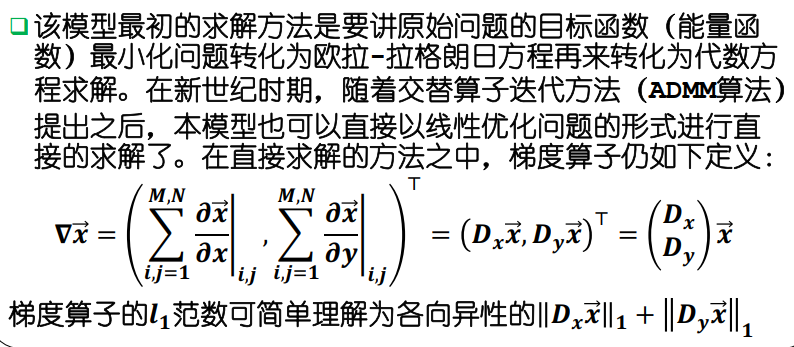 该模型最初的求解方法是要讲原始问题的目标函数（能量函
数）最小化问题转化为欧拉-拉格朗日方程再来转化为代数方
程求解。在新世纪时期，随着交替算子迭代方法（ADMM算法）
提出之后，本模型也可以直接以线性优化问题的形式进行直
接的求解了。在直接求解的方法之中，梯度算子仍如下定义：
$\nabla\vec{x} = \left( \sum_{i,j=1}^{M,N} \left.\frac{\partial \vec{x}}{\partial x}\right|_{i,j}, \sum_{i,j=1}^{M,N} \left.\frac{\partial \vec{x}}{\partial y}\right|_{i,j} \right)^\top = (D_x\vec{x}, D_y\vec{x})^\top = \begin{pmatrix} D_x \\ D_y \end{pmatrix} \vec{x}$
梯度算子的$l_1$范数可简单理解为各向异性的$\|D_x\vec{x}\|_1 + \|D_y\vec{x}\|_1$